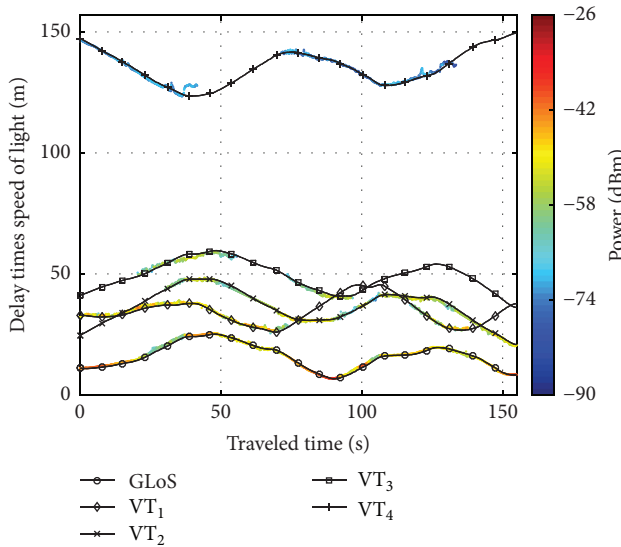 150
100
50
0
Delay times speed of light (m)
0
50
100
150
Traveled time (s)
−26
−42
−58
−74
−90
Power (dBm)
GLoS
VT1
VT2
VT3
VT4